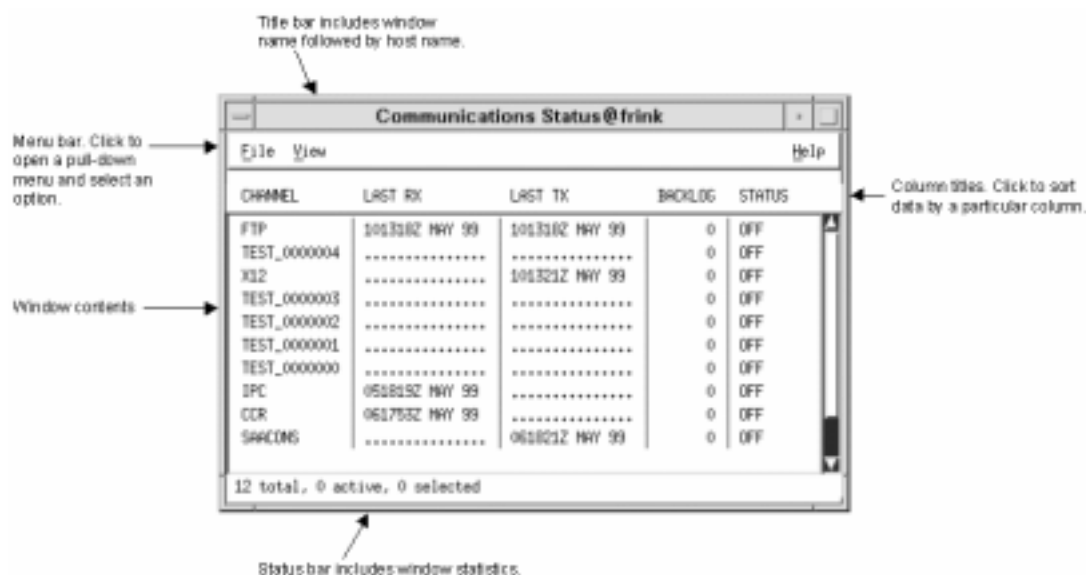 Title bar includes window
name followed by host name.
Communications Status@frink
Menu bar. Click to
open a pull-down
menu and select an
option.
File View Help
Column titles. Click to sort
data by a particular column.
CHANNEL LAST RX LAST TX BACKLOG STATUS
FTP 101318Z MAY 99 101318Z MAY 99 0 OFF
TEST_0000004 ............... ............... 0 OFF
X12 ............... 101321Z MAY 99 0 OFF
Window contents
TEST_0000003 ............... ............... 0 OFF
TEST_0000002 ............... ............... 0 OFF
TEST_0000001 ............... ............... 0 OFF
TEST_0000000 ............... ............... 0 OFF
IPC 051819Z MAY 99 ............... 0 OFF
CCR 061753Z MAY 99 ............... 0 OFF
SAACONS ............... 061821Z MAY 99 0 OFF
12 total, 0 active, 0 selected
Status bar includes window statistics.